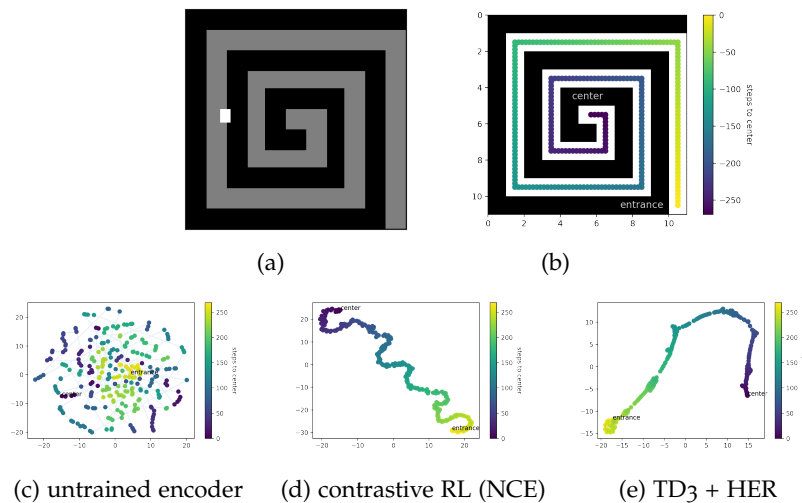 0
2
4
6
8
10
0 2 4 6 8 10
center
entrance
0
−50
−100
−150
−200
−250
steps to center
(a) (b)
20
10
0
−10
−20
−20 −10 0 10 20
entrance
center
250
200
150
100
50
0
steps to center
20
10
0
−10
−20
−30
−20 −10 0 10 20
center
entrance
250
200
150
100
50
0
steps to center
10
5
0
−5
−10
−15
−20 −15 −10 −5 0 5 10 15
center
entrance
250
200
150
100
50
0
steps to center
(c) untrained encoder (d) contrastive RL (NCE) (e) TD3 + HER